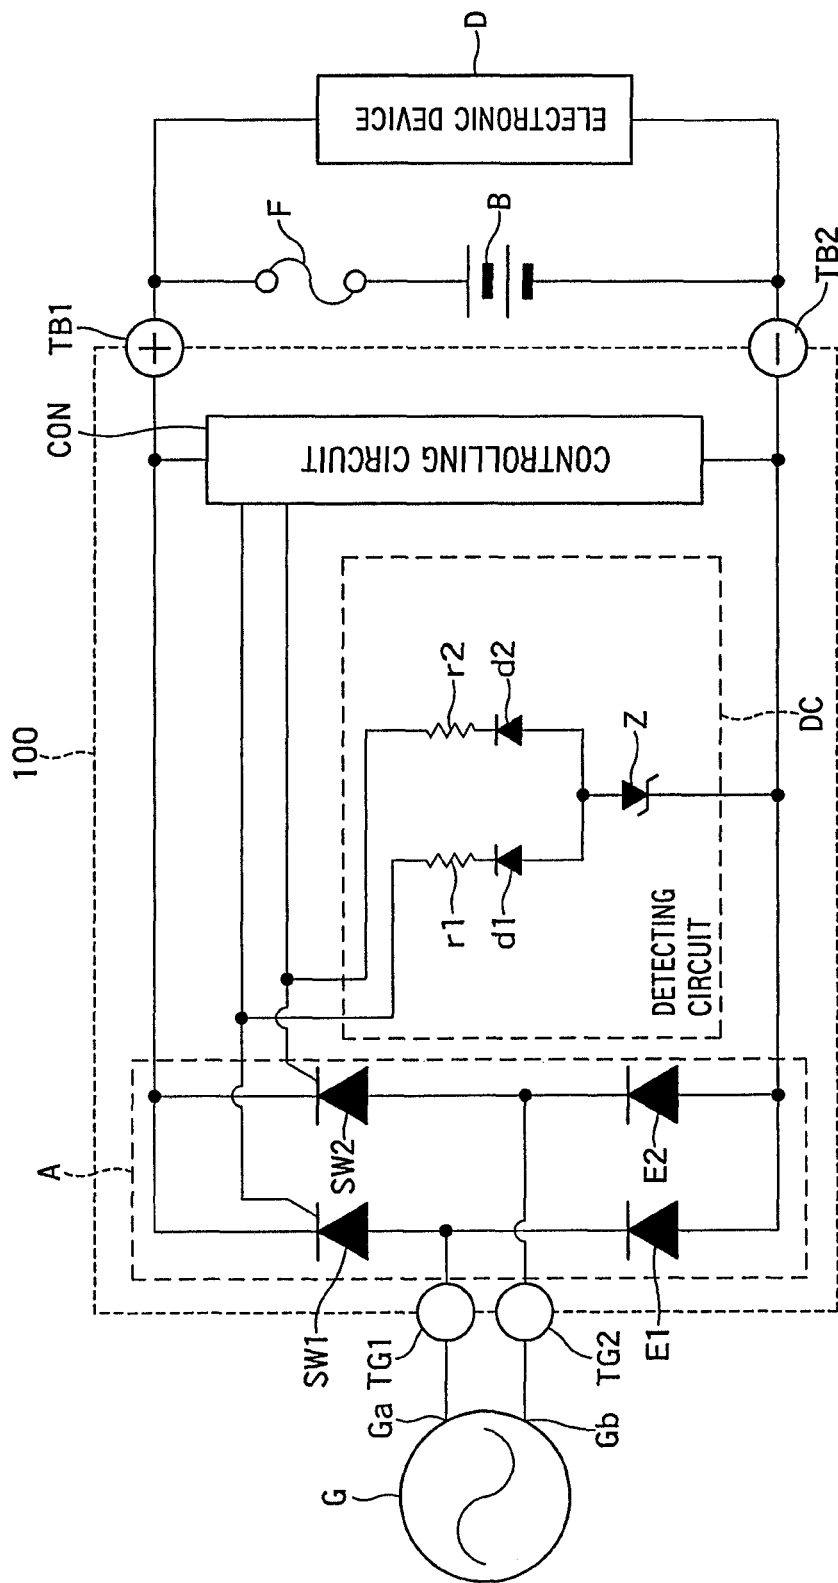 D
ELECTRONIC DEVICE
F
B
TB1
+
−
TB2
CON
CONTROLLING CIRCUIT
100
r2
d2
Z
DC
r1
d1
DETECTING
CIRCUIT
A
SW2
E2
SW1
E1
TG1
TG2
Ga
Gb
G